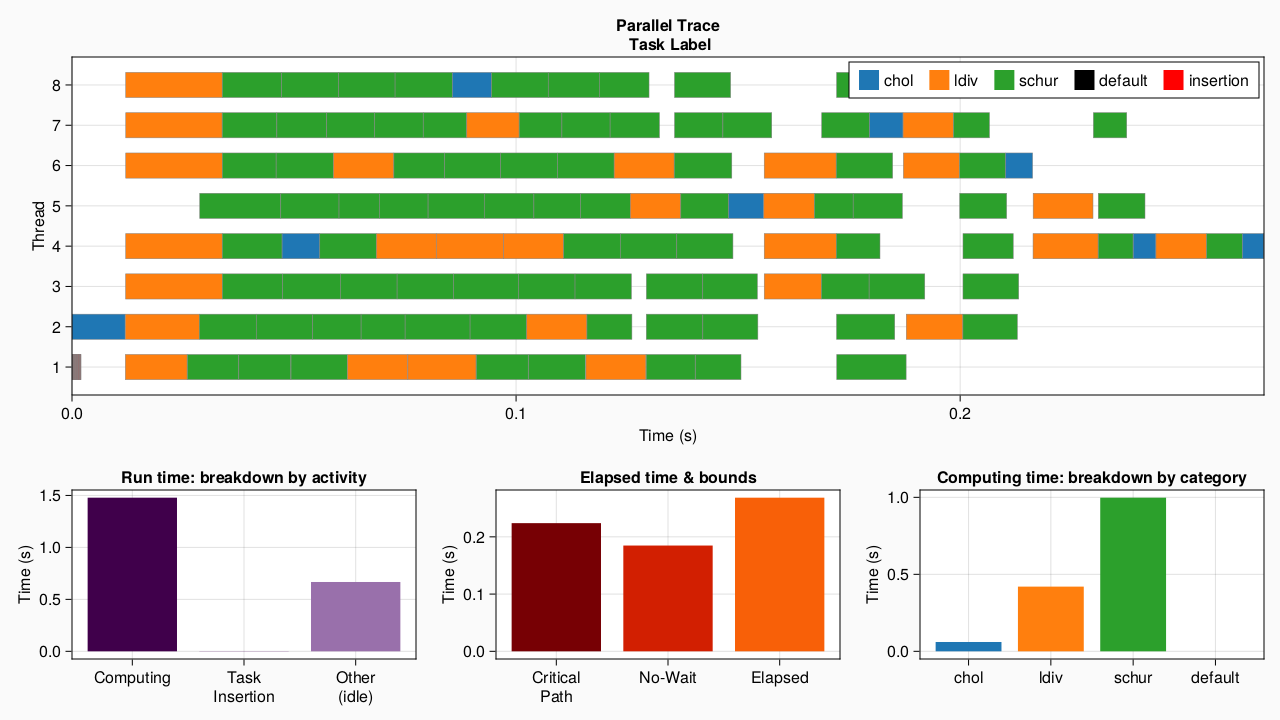 Parallel Trace
Task Label
chol ldiv schur default insertion
Thread
8
7
6
5
4
3
2
1
0.0 0.1 0.2
Time (s)
Run time: breakdown by activity
Time (s)
1.5
1.0
0.5
0.0
Computing Task Insertion Other (idle)
Elapsed time & bounds
Time (s)
0.2
0.1
0.0
Critical Path No-Wait Elapsed
Computing time: breakdown by category
Time (s)
1.0
0.5
0.0
chol ldiv schur default